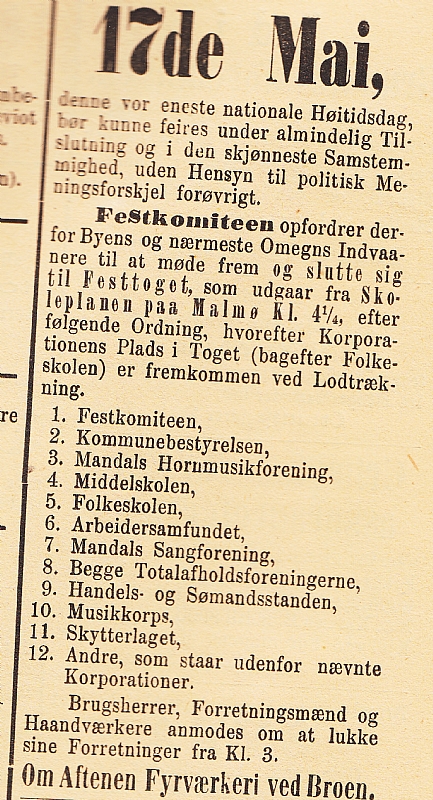 17de Mai,
denne vor eneste nationale Høitidsdag,
bør kunne feires under almindelig Til-
slutning og i den skjønneste Samstem-
mighed, uden Hensyn til politisk Me-
ningsforskjel forøvrigt.
Festkomiteen opfordrer der-
for Byens og nærmeste Omegns Indvaa-
nere til at møde frem og slutte sig
til Festtoget, som udgaar fra Sko-
leplanen paa Malmø Kl. 4¼, efter
følgende Ordning, hvorefter Korpora-
tionens Plads i Toget (bagefter Folke-
skolen) er fremkommen ved Lodtræk-
ning.
1. Festkomiteen,
2. Kommunebestyrelsen,
3. Mandals Hornmusikforening,
4. Middelskolen,
5. Folkeskolen,
6. Arbeidersamfundet,
7. Mandals Sangforening,
8. Begge Totalafholdsforeningerne,
9. Handels- og Sømandsstanden,
10. Musikkorps,
11. Skytterlaget,
12. Andre, som staar udenfor nævnte
Korporationer.
Brugsherrer, Forretningsmænd og
Haandværkere anmodes om at lukke
sine Forretninger fra Kl. 3.
Om Aftenen Fyrværkeri ved Broen.